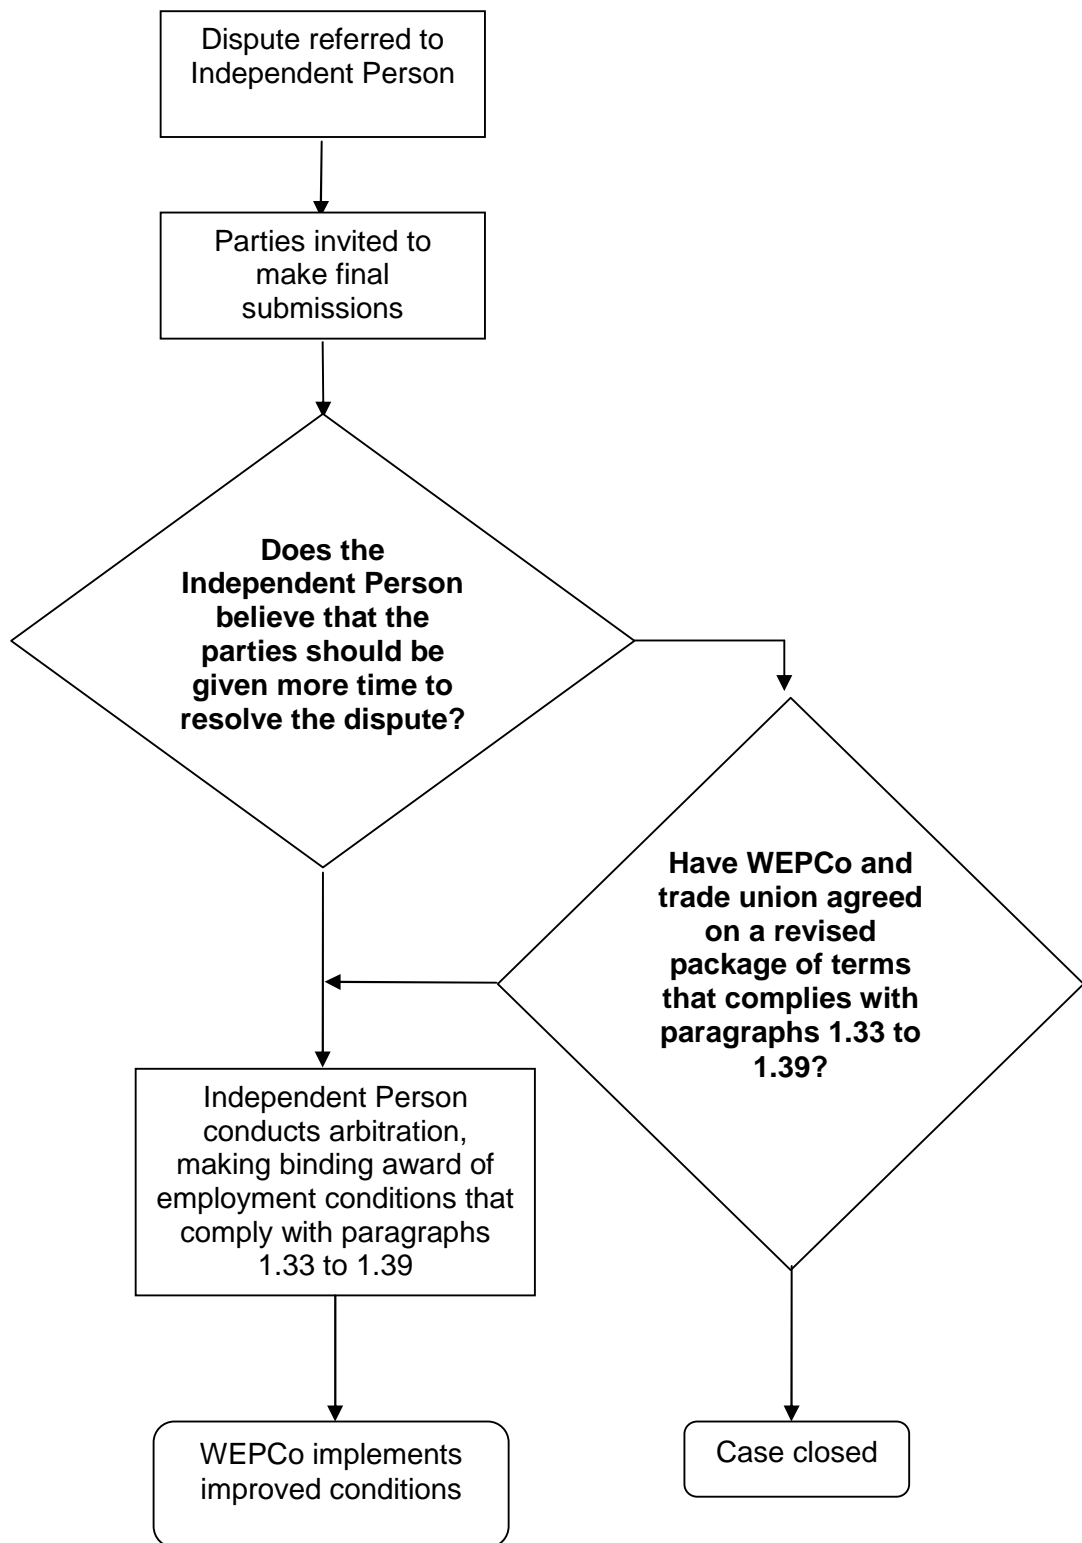 Dispute referred to
Independent Person
Parties invited to
make final
submissions
Does the
Independent Person
believe that the
parties should be
given more time to
resolve the dispute?
Have WEPCo and
trade union agreed
on a revised
package of terms
that complies with
paragraphs 1.33 to
1.39?
Independent Person
conducts arbitration,
making binding award of
employment conditions that
comply with paragraphs
1.33 to 1.39
WEPCo implements
improved conditions
Case closed